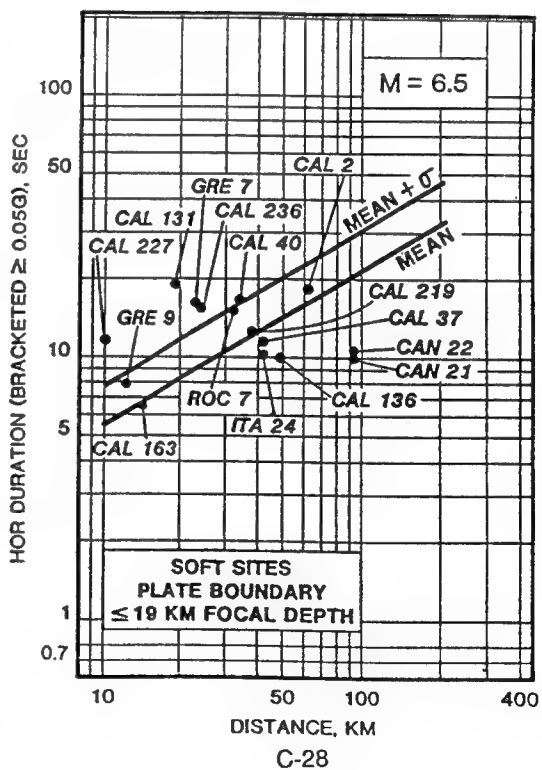 100
50
10
5
1
0.7
HOR DURATION (BRACKETED ≥ 0.05G), SEC
M = 6.5
CAL 2
GRE 7
MEAN + σ
CAL 131
CAL 236
CAL 227
CAL 40
MEAN
GRE 9
CAL 219
CAL 37
CAN 22
CAN 21
ROC 7
CAL 136
ITA 24
CAL 163
SOFT SITES
PLATE BOUNDARY
≤ 19 KM FOCAL DEPTH
10
50
100
400
DISTANCE, KM
C-28